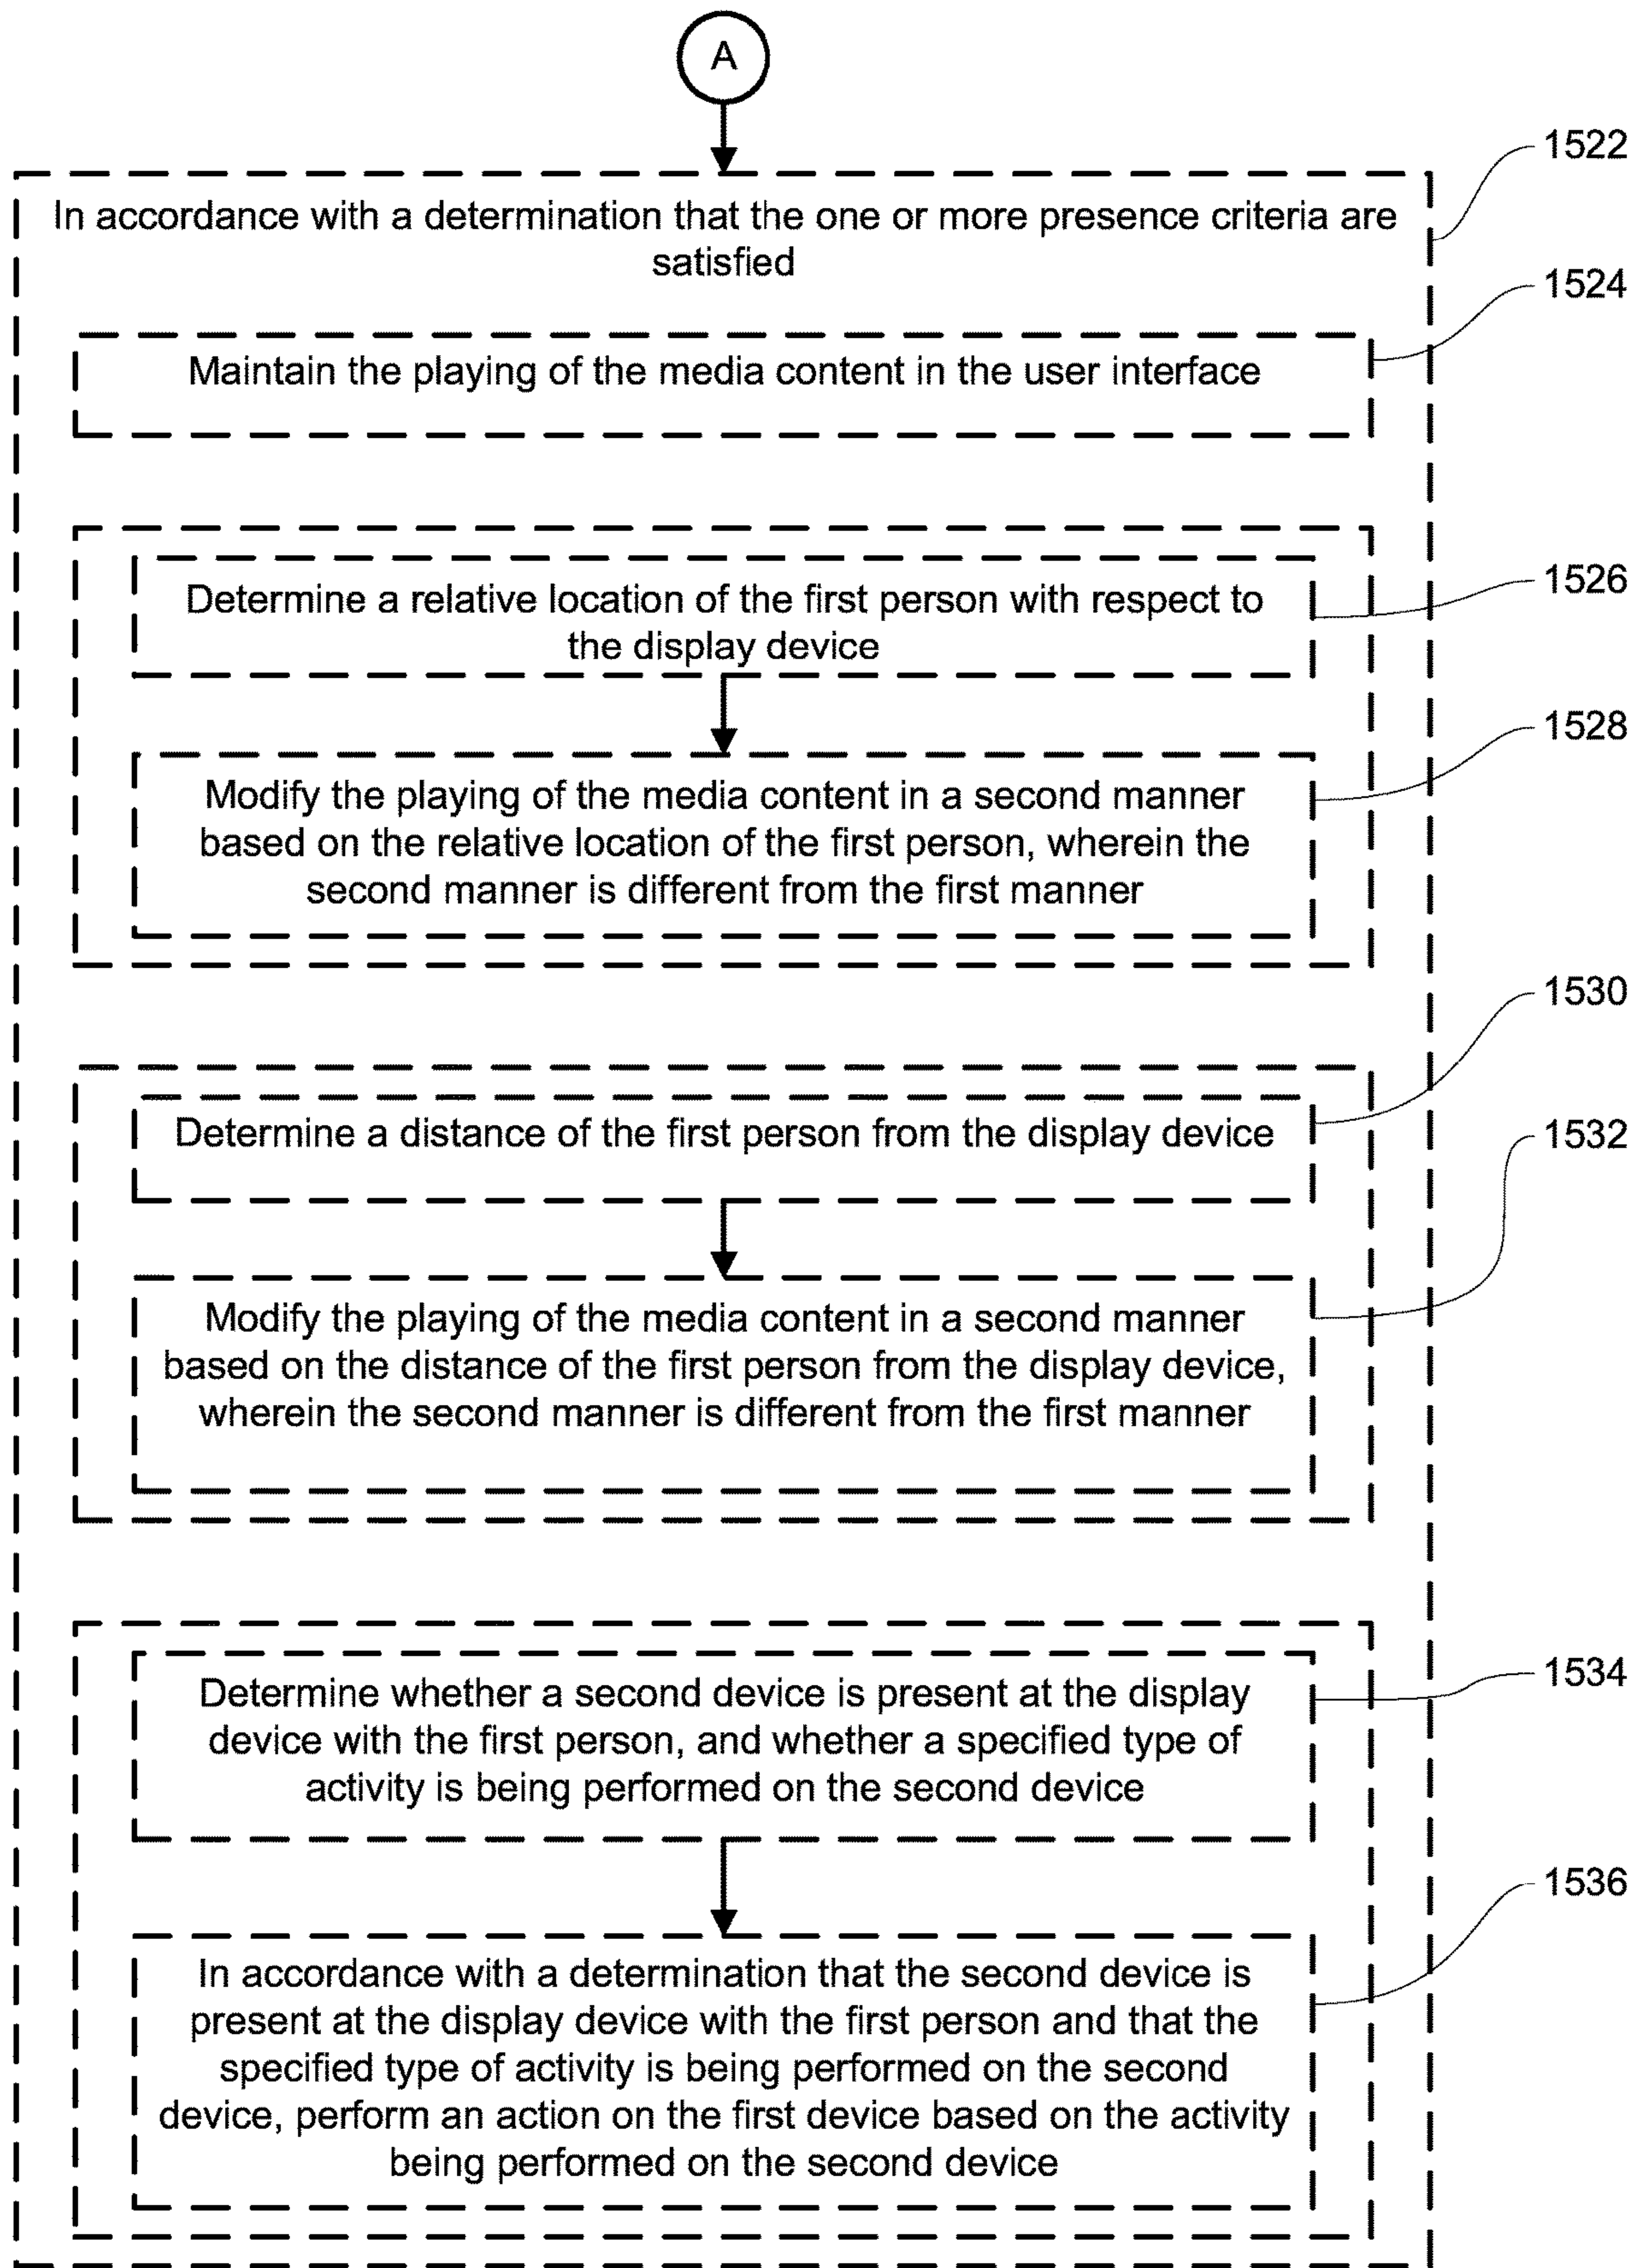 A
1522
In accordance with a determination that the one or more presence criteria are
satisfied
1524
Maintain the playing of the media content in the user interface
1526
Determine a relative location of the first person with respect to
the display device
1528
Modify the playing of the media content in a second manner
based on the relative location of the first person, wherein the
second manner is different from the first manner
1530
Determine a distance of the first person from the display device
1532
Modify the playing of the media content in a second manner
based on the distance of the first person from the display device,
wherein the second manner is different from the first manner
1534
Determine whether a second device is present at the display
device with the first person, and whether a specified type of
activity is being performed on the second device
1536
In accordance with a determination that the second device is
present at the display device with the first person and that the
specified type of activity is being performed on the second
device, perform an action on the first device based on the activity
being performed on the second device